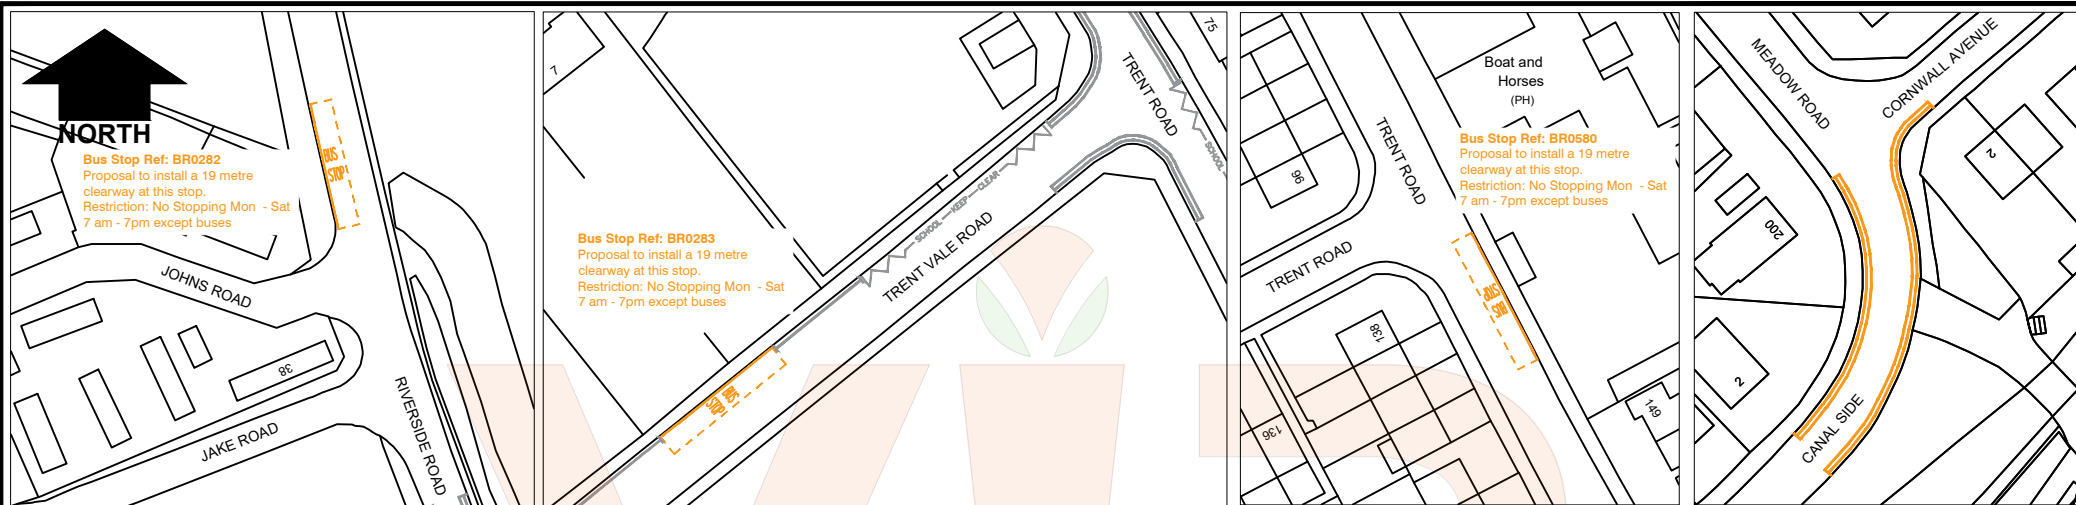 NORTH
Bus Stop Ref: BR0282
Proposal to install a 19 metre
clearway at this stop.
Restriction: No Stopping Mon - Sat
7 am - 7pm except buses
BUS
STOP
JOHNS ROAD
38
JAKE ROAD
RIVERSIDE ROAD
7
75
TRENT ROAD
SCHOOL KEEP CLEAR
SCHOOL
TRENT VALE ROAD
Bus Stop Ref: BR0283
Proposal to install a 19 metre
clearway at this stop.
Restriction: No Stopping Mon - Sat
7 am - 7pm except buses
BUS
STOP
Boat and
Horses
(PH)
TRENT ROAD
96
Bus Stop Ref: BR0580
Proposal to install a 19 metre
clearway at this stop.
Restriction: No Stopping Mon - Sat
7 am - 7pm except buses
TRENT ROAD
BUS
STOP
138
136
149
MEADOW ROAD
CORNWALL AVENUE
2
200
2
CANAL SIDE